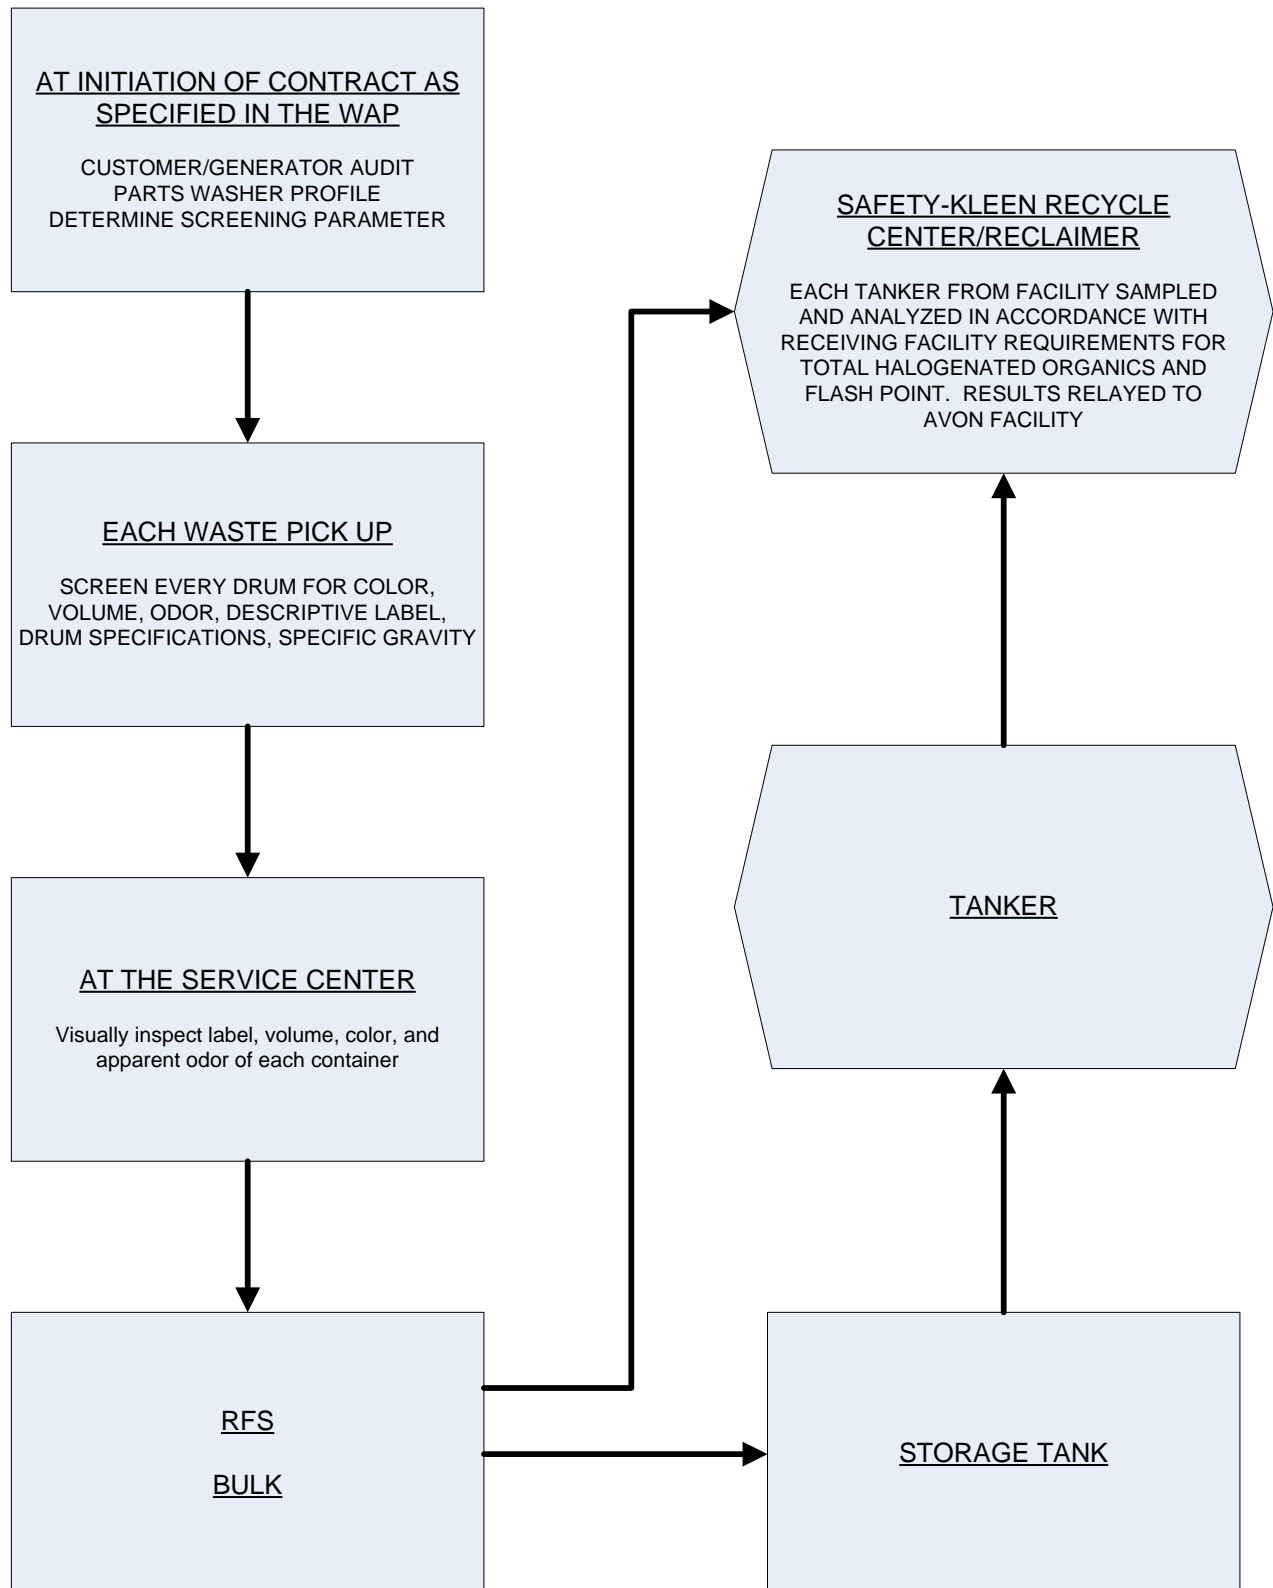 AT INITIATION OF CONTRACT AS
SPECIFIED IN THE WAP
CUSTOMER/GENERATOR AUDIT
PARTS WASHER PROFILE
DETERMINE SCREENING PARAMETER
EACH WASTE PICK UP
SCREEN EVERY DRUM FOR COLOR,
VOLUME, ODOR, DESCRIPTIVE LABEL,
DRUM SPECIFICATIONS, SPECIFIC GRAVITY
AT THE SERVICE CENTER
Visually inspect label, volume, color, and
apparent odor of each container
RFS
BULK
STORAGE TANK
TANKER
SAFETY-KLEEN RECYCLE
CENTER/RECLAIMER
EACH TANKER FROM FACILITY SAMPLED
AND ANALYZED IN ACCORDANCE WITH
RECEIVING FACILITY REQUIREMENTS FOR
TOTAL HALOGENATED ORGANICS AND
FLASH POINT.  RESULTS RELAYED TO
AVON FACILITY